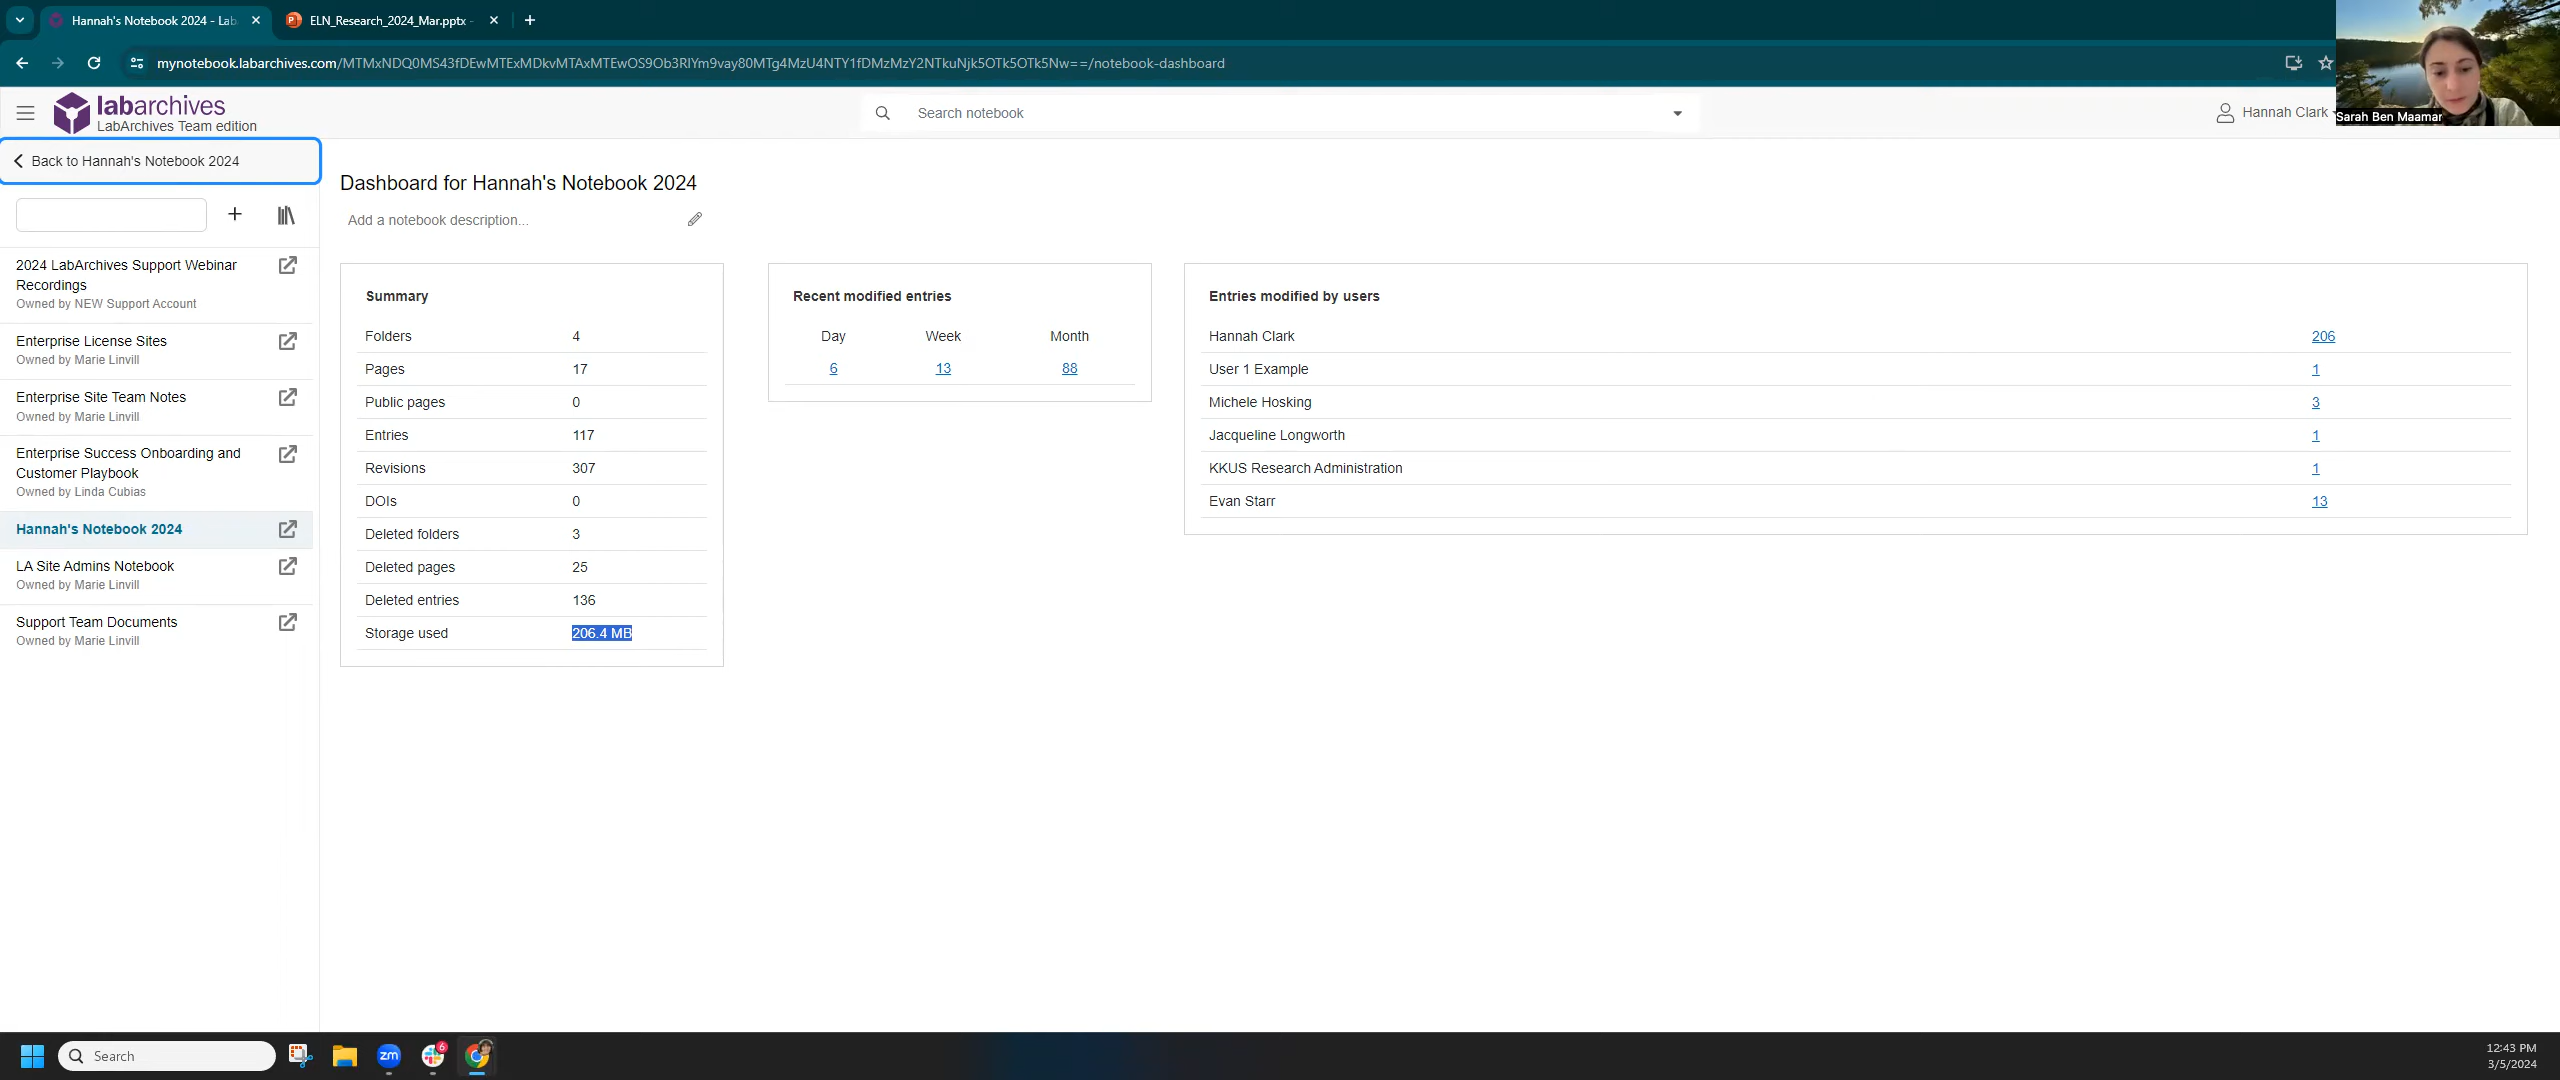 Hannah's Notebook 2024 - Lab
ELN_Research_2024_Mar.pptx -
mynotebook.labarchives.com/MTMxNDQ0MS43fDEwMTExMDkvMTAxMTEwOS9Ob3RlYm9vay80MTg4MzU4NTY1fDMzMzY2NTkuNjk5OTk5OTk5Nw==/notebook-dashboard
labarchives
LabArchives Team edition
Search notebook
Hannah Clark
Sarah Ben Maamar
Back to Hannah's Notebook 2024
2024 LabArchives Support Webinar
Recordings
Owned by NEW Support Account
Enterprise License Sites
Owned by Marie Linvill
Enterprise Site Team Notes
Owned by Marie Linvill
Enterprise Success Onboarding and
Customer Playbook
Owned by Linda Cubias
Hannah's Notebook 2024
LA Site Admins Notebook
Owned by Marie Linvill
Support Team Documents
Owned by Marie Linvill
Dashboard for Hannah's Notebook 2024
Add a notebook description...
Summary
Folders 4
Pages 17
Public pages 0
Entries 117
Revisions 307
DOIs 0
Deleted folders 3
Deleted pages 25
Deleted entries 136
Storage used 206.4 MB
Recent modified entries
Day Week Month
6 13 88
Entries modified by users
Hannah Clark 206
User 1 Example 1
Michele Hosking 3
Jacqueline Longworth 1
KKUS Research Administration 1
Evan Starr 13
Search
zm
6
12:43 PM
3/5/2024